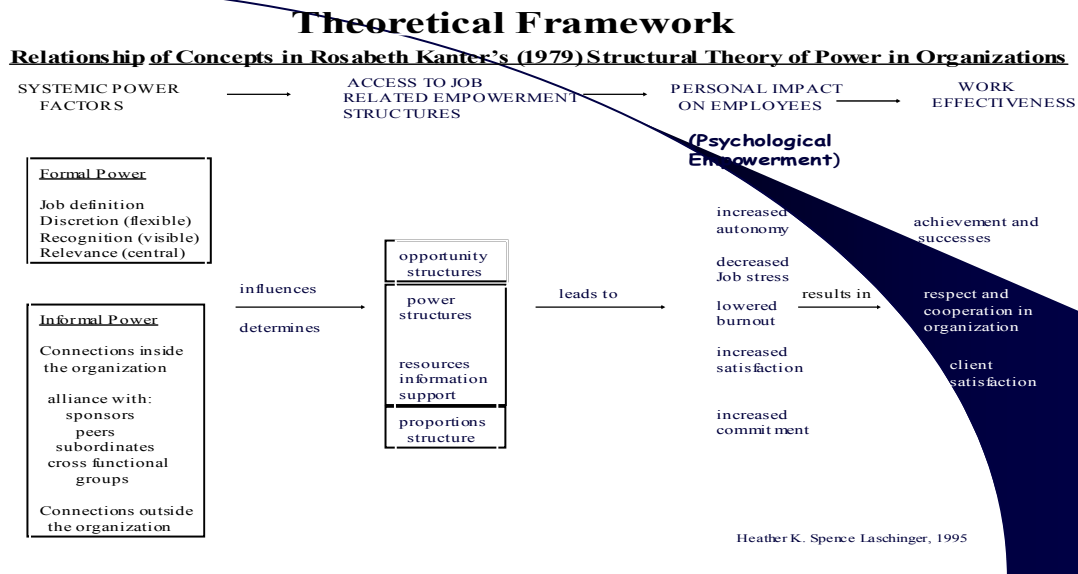 Theoretical Framework
Relationship of Concepts in Rosabeth Kanter's (1979) Structural Theory of Power in Organizations
SYSTEMIC POWER
FACTORS
ACCESS TO JOB
RELATED EMPOWERMENT
STRUCTURES
PERSONAL IMPACT
ON EMPLOYEES
WORK
EFFECTIVENESS
(Psychological
Empowerment)
Formal Power
Job definition
Discretion (flexible)
Recognition (visible)
Relevance (central)
Informal Power
Connections inside
the organization
alliance with:
sponsors
peers
subordinates
cross functional
groups
Connections outside
the organization
influences
determines
opportunity
structures
power
structures
resources
information
support
proportions
structure
leads to
increased
autonomy
decreased
Job stress
lowered
burnout
increased
satisfaction
increased
commitment
results in
achievement and
successes
respect and
cooperation in
organization
client
satisfaction
Heather K. Spence Laschinger, 1995